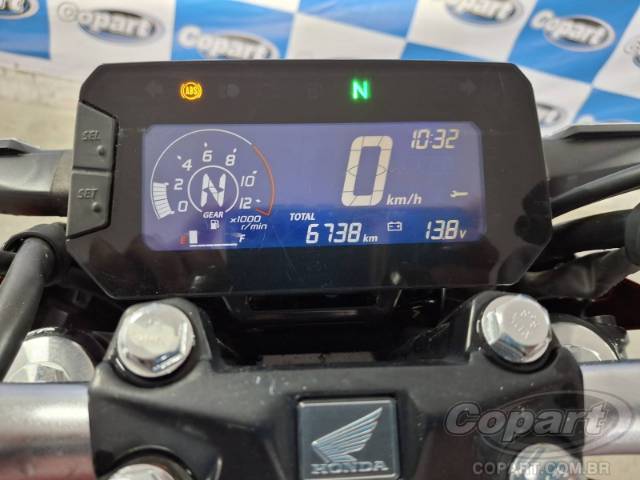 Copart
Copart
Copart
Copart
ABS
N
SEL
SET
10:32
0 km/h
0 2 4 6 8 10 12
N
GEAR
x1000
r/min
E F
TOTAL
6738 km
13.8 v
HONDA
Copart
COPART.COM.BR